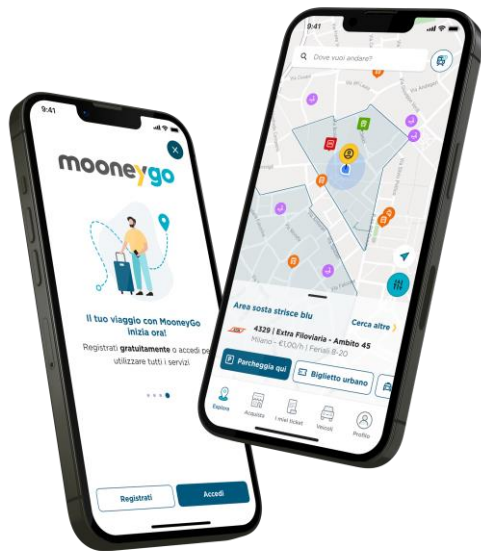 9:41
mooneygo
Il tuo viaggio con MooneyGo
inizia ora!
Registrati gratuitamente o accedi per
utilizzare tutti i servizi
Registrati
Accedi
9:41
Dove vuoi andare?
Area sosta strisce blu
Cerca altre
4329 | Extra Filoviaria - Ambito 45
Milano - €1,00/h | Feriali 8-20
Parcheggia qui
Biglietto urbano
Esplora
Acquista
I miei ticket
Veicoli
Profilo